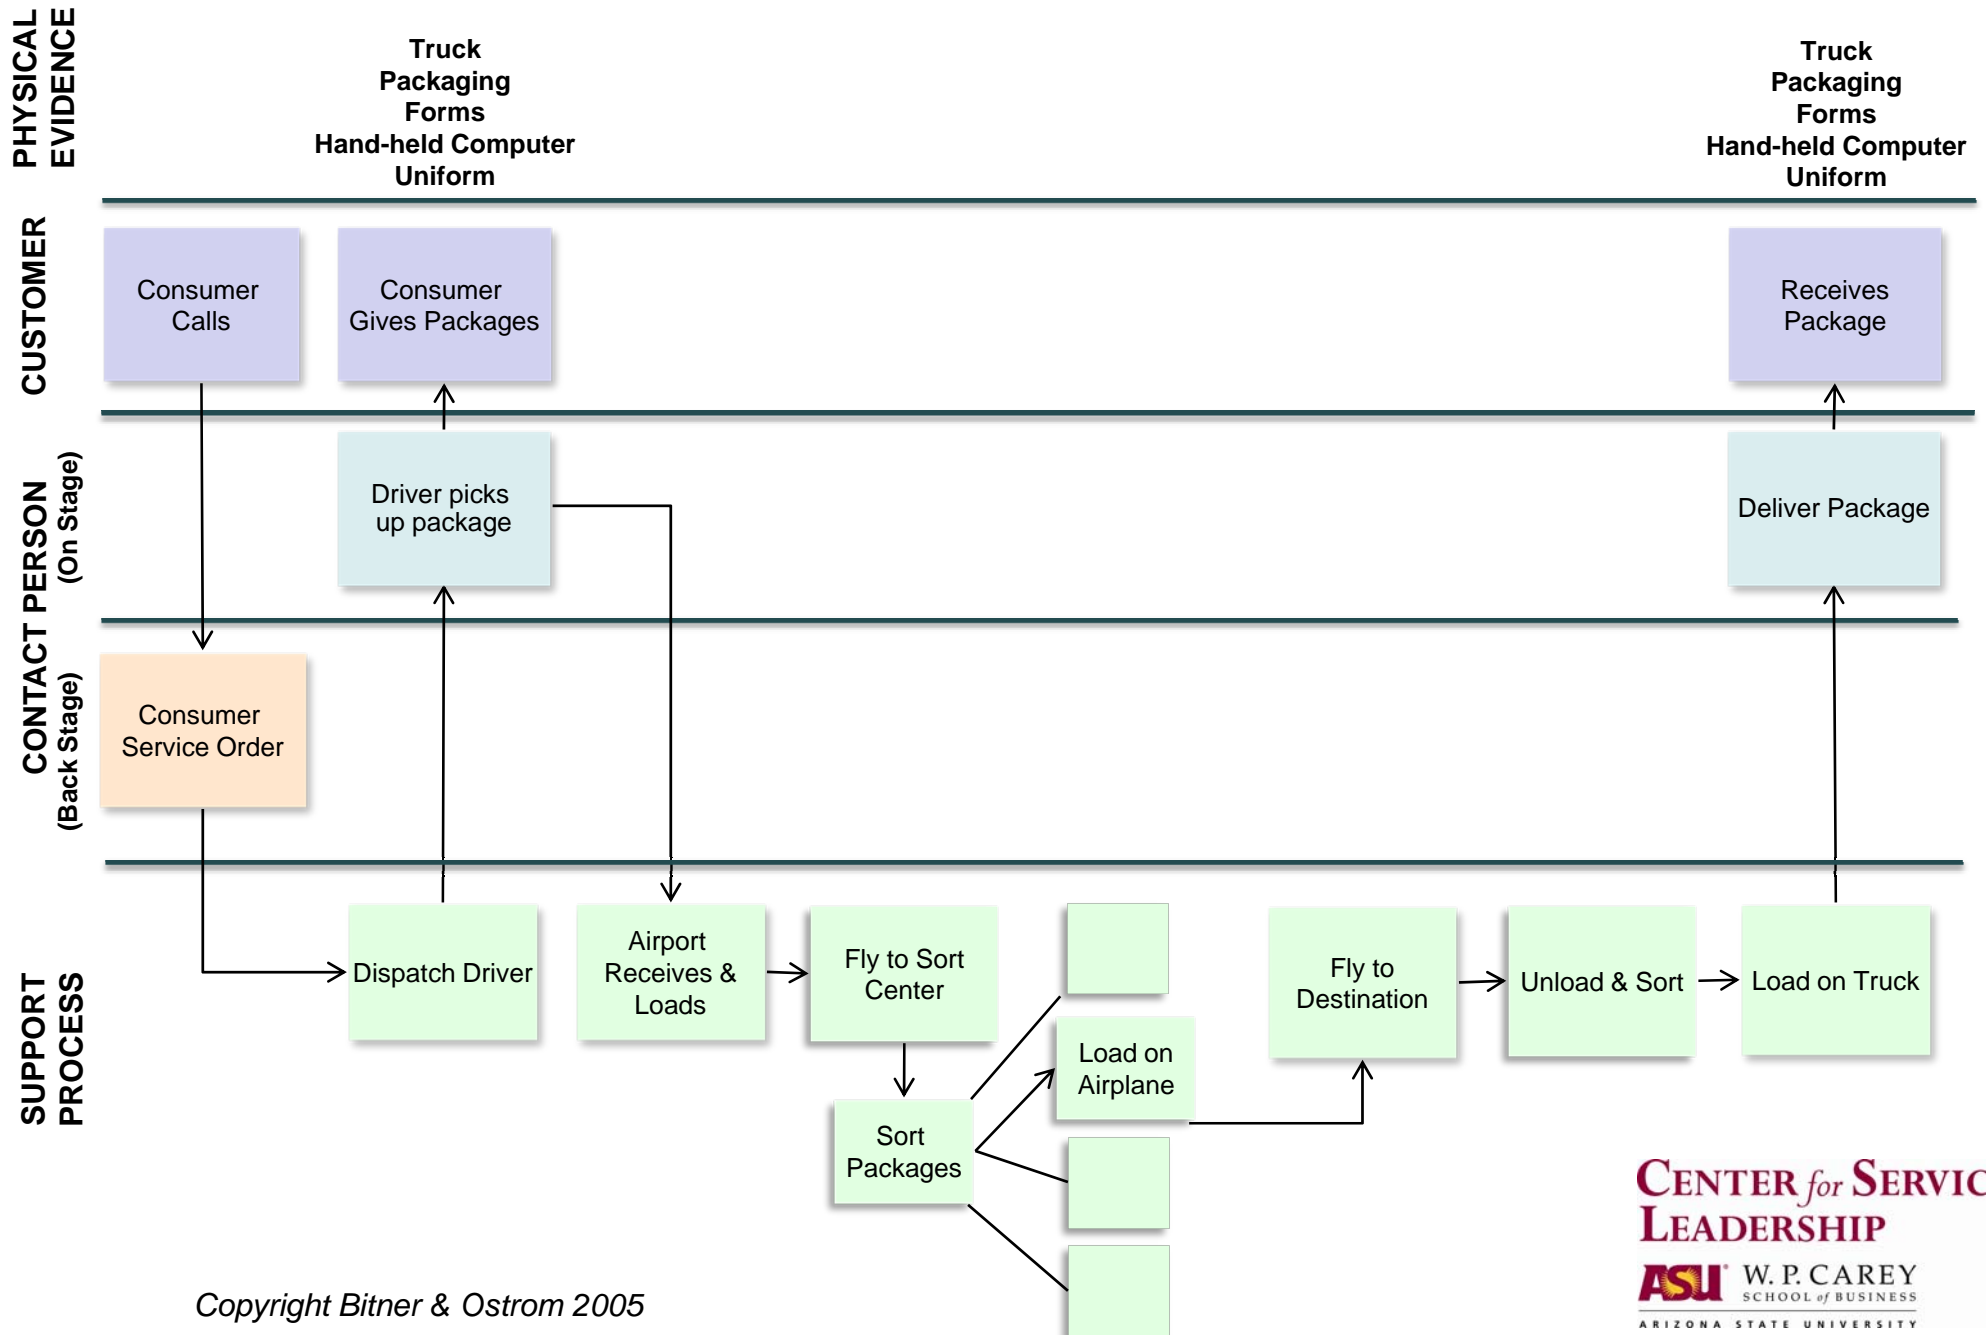 PHYSICAL
EVIDENCE
Truck
Packaging
Forms
Hand-held Computer
Uniform
Truck
Packaging
Forms
Hand-held Computer
Uniform
CUSTOMER
Consumer
Calls
Consumer
Gives Packages
Receives
Package
CONTACT PERSON
(On Stage)
(Back Stage)
Driver picks
up package
Deliver Package
Consumer
Service Order
SUPPORT
PROCESS
Dispatch Driver
Airport
Receives &
Loads
Fly to Sort
Center
Sort
Packages
Load on
Airplane
Fly to
Destination
Unload & Sort
Load on Truck
Copyright Bitner & Ostrom 2005
CENTER for SERVIC
LEADERSHIP
ASU W. P. CAREY
SCHOOL of BUSINESS
ARIZONA STATE UNIVERSITY